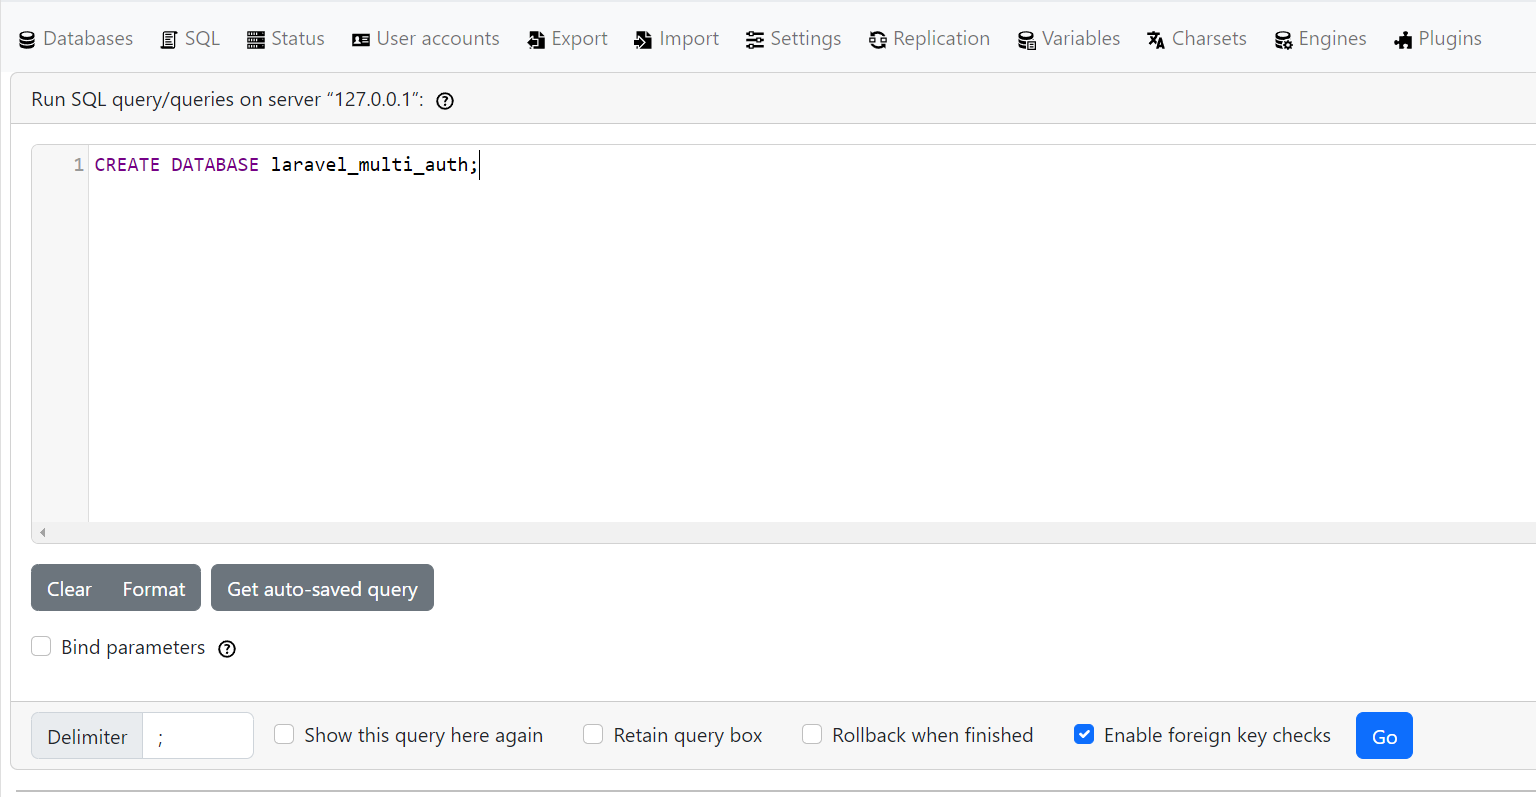 Databases SQL Status User accounts Export Import Settings Replication Variables Charsets Engines Plugins
Run SQL query/queries on server “127.0.0.1”:
1 CREATE DATABASE laravel_multi_auth;
Clear Format Get auto-saved query
Bind parameters
Delimiter ; Show this query here again Retain query box Rollback when finished Enable foreign key checks Go